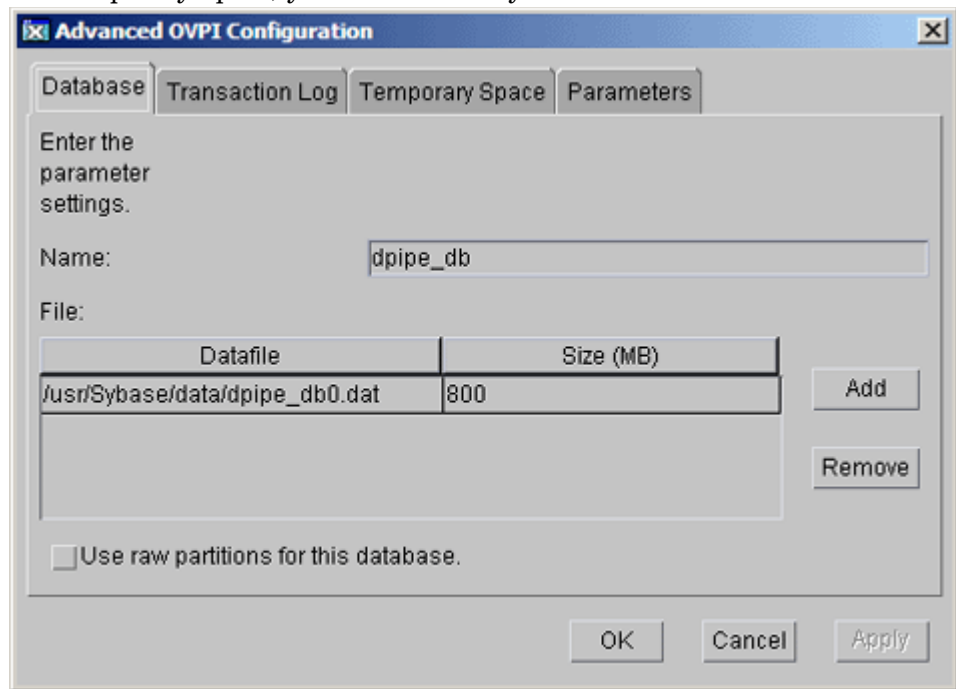 Advanced OVPI Configuration
Database Transaction Log Temporary Space Parameters
Enter the
parameter
settings.
Name: dpipe_db
File:
Datafile Size (MB)
/usr/Sybase/data/dpipe_db0.dat 800
Add
Remove
Use raw partitions for this database.
OK Cancel Apply